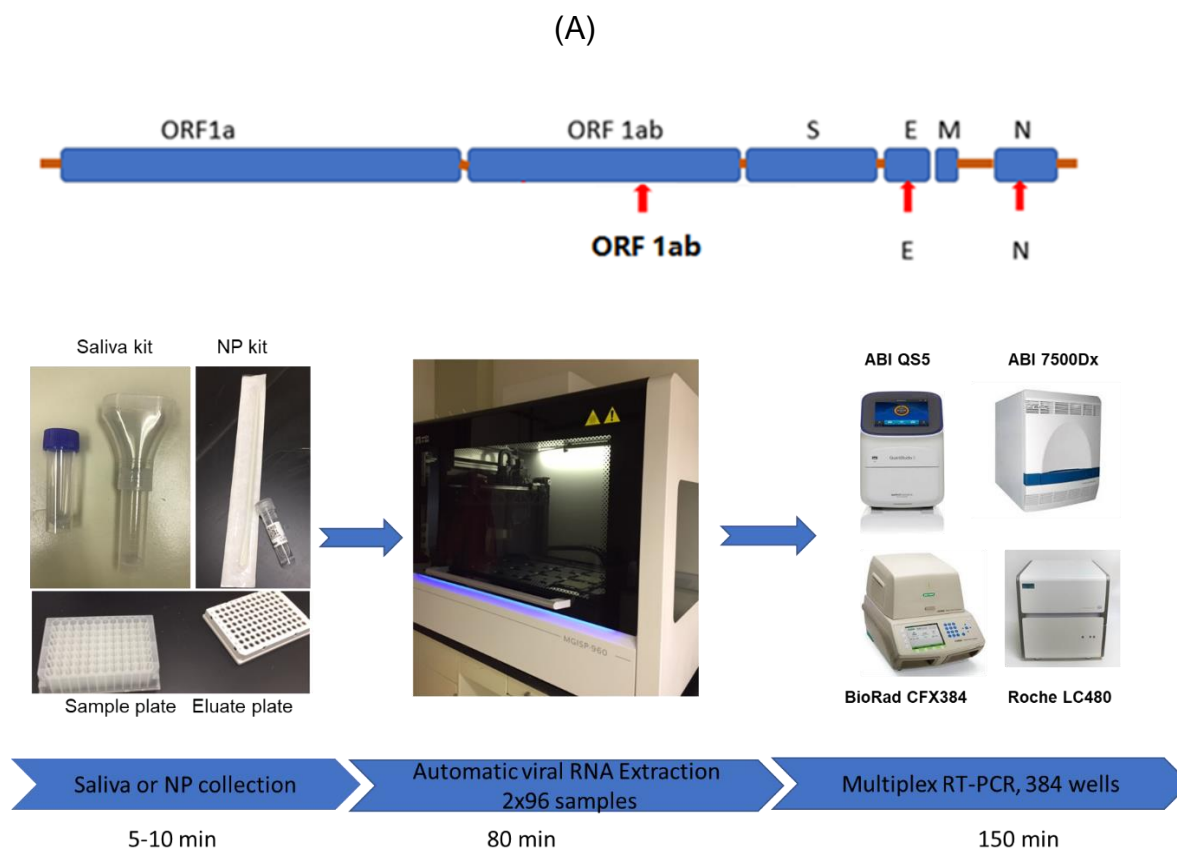 (A)
ORF1a ORF 1ab S E M N
ORF 1ab E N
Saliva kit NP kit
ABI QS5 ABI 7500Dx
MGISP-960
Sample plate Eluate plate
BioRad CFX384 Roche LC480
Saliva or NP collection
Automatic viral RNA Extraction
2x96 samples
Multiplex RT-PCR, 384 wells
5-10 min 80 min 150 min